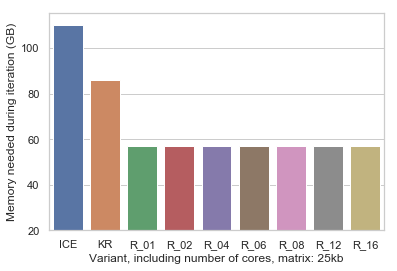 Memory needed during iteration (GB)
100
80
60
40
20
ICE KR R_01 R_02 R_04 R_06 R_08 R_12 R_16
Variant, including number of cores, matrix: 25kb